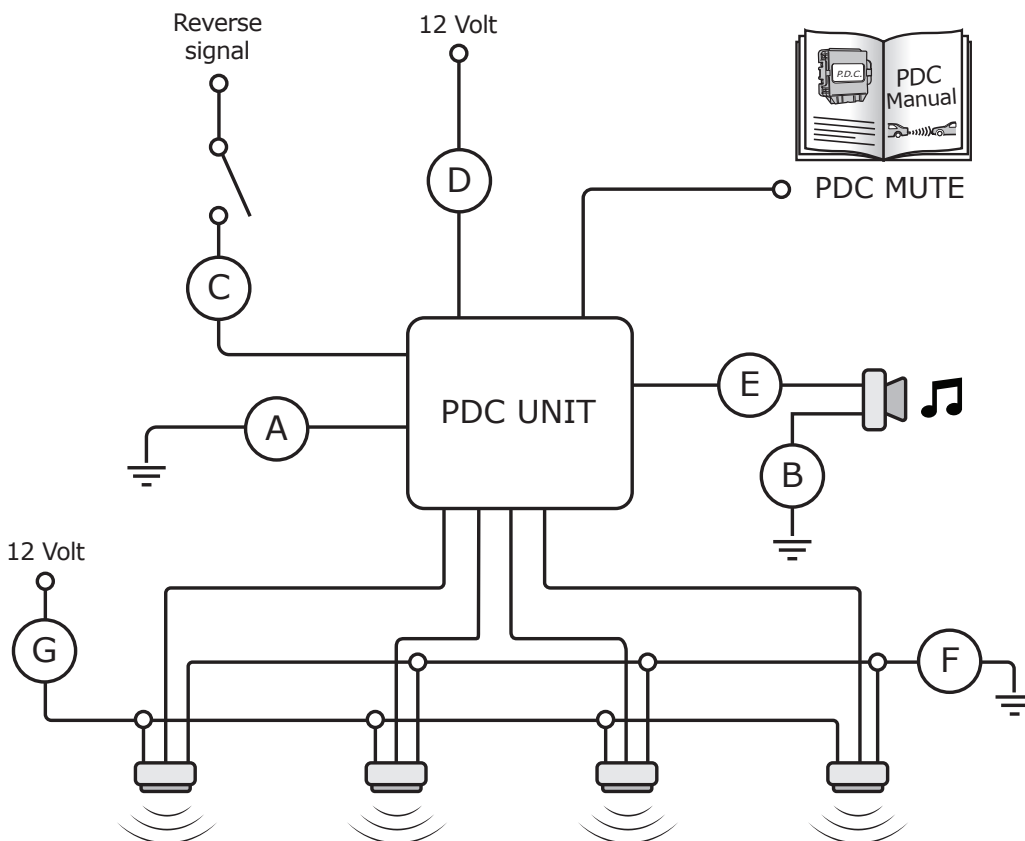 Reverse
signal
12 Volt
P.D.C.
PDC
Manual
PDC MUTE
D
C
PDC UNIT
E
A
B
12 Volt
G
F